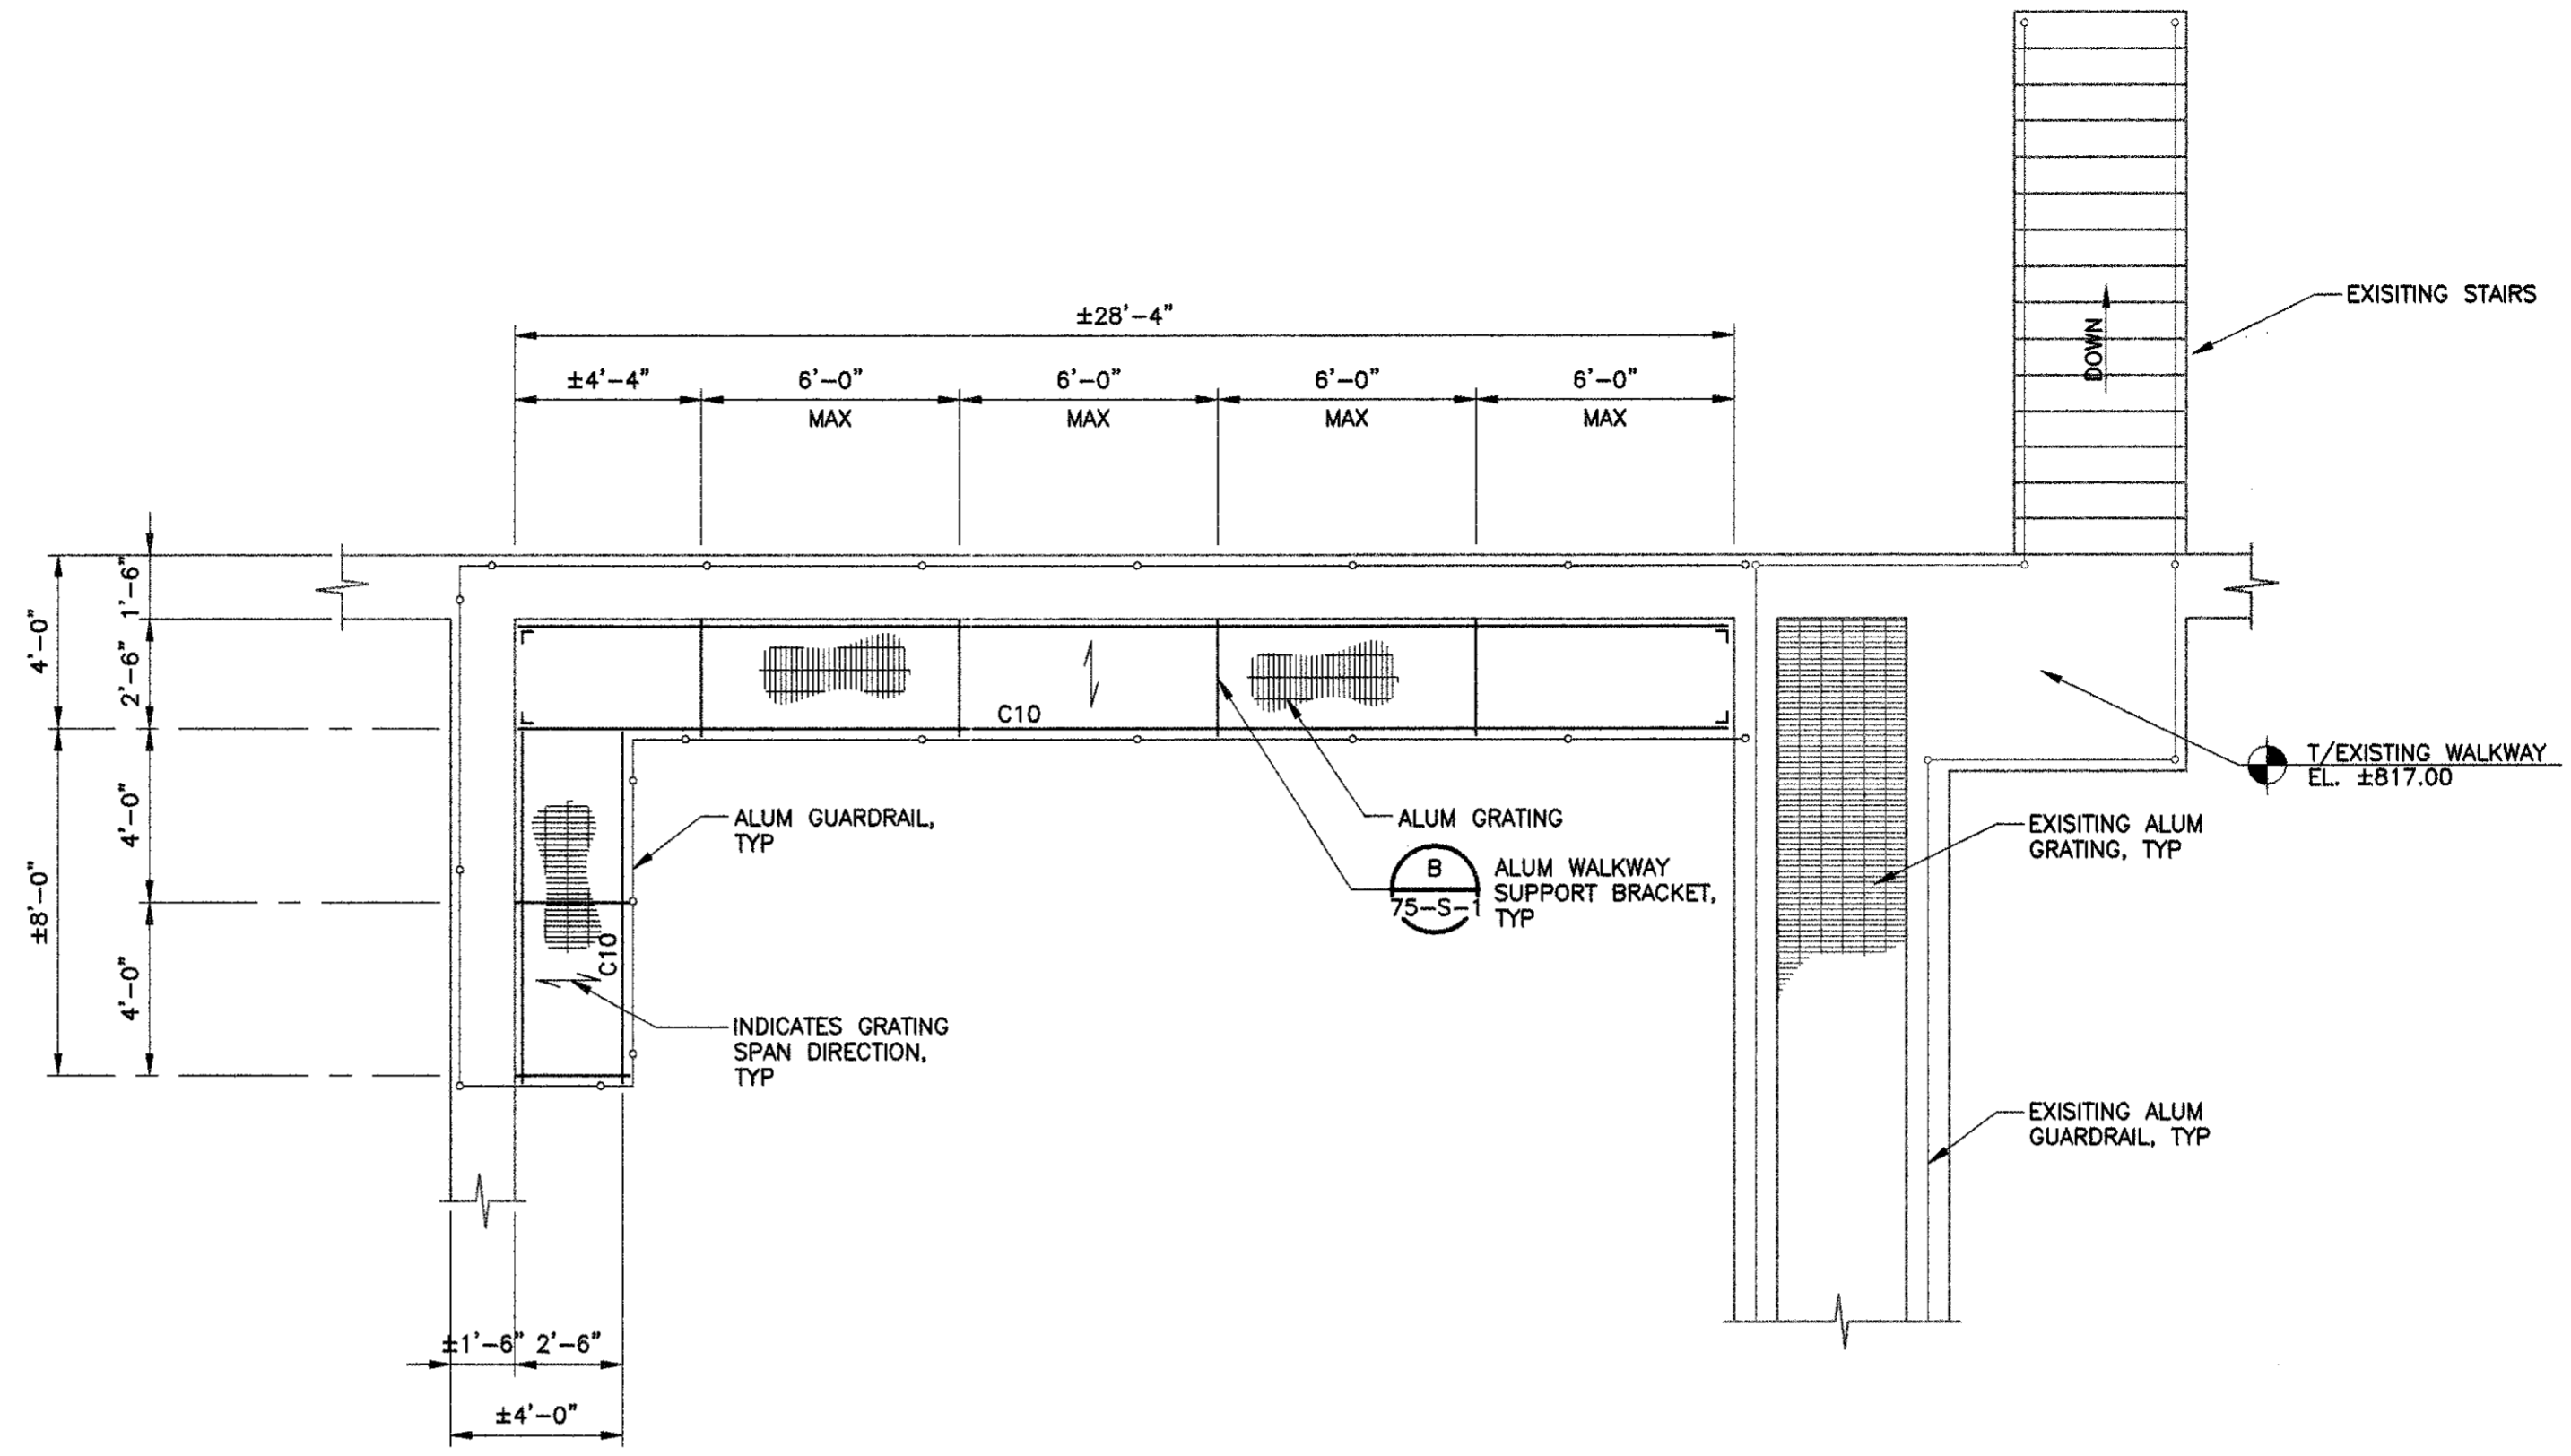 ±28'-4"
±4'-4"
6'-0"
MAX
6'-0"
MAX
6'-0"
MAX
6'-0"
MAX
DOWN
EXISITING STAIRS
4'-0"
1'-6"
2'-6"
±8'-0"
4'-0"
4'-0"
C10
C10
T/EXISTING WALKWAY
EL. ±817.00
ALUM GUARDRAIL,
TYP
ALUM GRATING
B
75-S-1
ALUM WALKWAY
SUPPORT BRACKET,
TYP
EXISITING ALUM
GRATING, TYP
INDICATES GRATING
SPAN DIRECTION,
TYP
EXISITING ALUM
GUARDRAIL, TYP
±1'-6"
2'-6"
±4'-0"